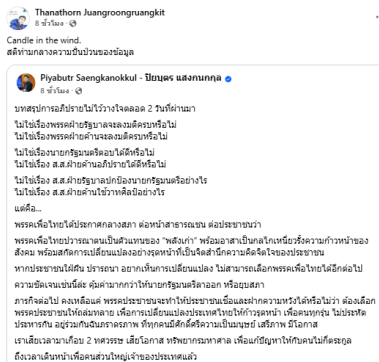 Thanathorn Juangroongruangkit
8 ชั่วโมง ·
Candle in the wind.
สติท่ามกลางความปั่นป่วนของข้อมูล
Piyabutr Saengkanokkul - ปิยบุตร แสงกนกกุล
8 ชั่วโมง ·
บทสรุปการอภิปรายไม่ไว้วางใจตลอด 2 วันที่ผ่านมา
ไม่ใช่เรื่องพรรคฝ่ายรัฐบาลจะลงมติครบหรือไม่
ไม่ใช่เรื่องพรรคฝ่ายค้านจะลงมติครบหรือไม่
ไม่ใช่เรื่องนายกรัฐมนตรีตอบได้ดีหรือไม่
ไม่ใช่เรื่อง ส.ส.ฝ่ายค้านอภิปรายได้ดีหรือไม่
ไม่ใช่เรื่อง ส.ส.ฝ่ายรัฐบาลปกป้องนายกรัฐมนตรีอย่างไร
ไม่ใช่เรื่อง ส.ส.ฝ่ายค้านใช้วาทศิลป์อย่างไร
แต่คือ...
พรรคเพื่อไทยได้ประกาศกลางสภา ต่อหน้าสาธารณชน ต่อประชาชนว่า
พรรคเพื่อไทยปวารณาตนเป็นตัวแทนของ "พลังเก่า" พร้อมอาสาเป็นกลไกเหนี่ยวรั้งความก้าวหน้าของ
สังคม พร้อมสกัดการเปลี่ยนแปลงอย่างรุดหน้าที่เป็นจิตสำนึกความคิดจิตใจของประชาชน
หากประชาชนใฝ่ฝัน ปรารถนา อยากเห็นการเปลี่ยนแปลง ไม่สามารถเลือกพรรคเพื่อไทยได้อีกต่อไป
ความชัดเจนเช่นนี้ล่ะ คุ้มค่ามากกว่าให้นายกรัฐมนตรีลาออก หรือยุบสภา
ภารกิจต่อไป คงเหลือแค่ พรรคประชาชนจะทำให้ประชาชนเชื่อและฝากความหวังได้หรือไม่ว่า ต้องเลือก
พรรคประชาชนให้ถล่มทลาย เพื่อการเปลี่ยนแปลงประเทศไทยให้ก้าวรุดหน้า เพื่อคนทุกรุ่น ไม่ประหัต
ประหารกัน อยู่ร่วมกันฉันภราดรภาพ ที่ทุกคนมีศักดิ์ศรีความเป็นมนุษย์ เสรีภาพ มีโอกาส
เราเสียเวลามาเกือบ 2 ทศวรรษ เสียโอกาส ทรัพยากรมหาศาล เพื่อแก้ปัญหาให้กับคนไม่กี่ตระกูล
ถึงเวลาเดินหน้าเพื่อคนส่วนใหญ่เจ้าของประเทศแล้ว